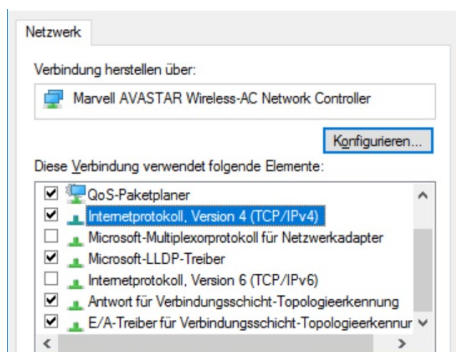 Netzwerk
Verbindung herstellen über:
Marvell AVASTAR Wireless-AC Network Controller
Konfigurieren...
Diese Verbindung verwendet folgende Elemente:
QoS-Paketplaner
Internetprotokoll, Version 4 (TCP/IPv4)
Microsoft-Multiplexorprotokoll für Netzwerkadapter
Microsoft-LLDP-Treiber
Internetprotokoll, Version 6 (TCP/IPv6)
Antwort für Verbindungsschicht-Topologieerkennung
E/A-Treiber für Verbindungsschicht-Topologieerkennur